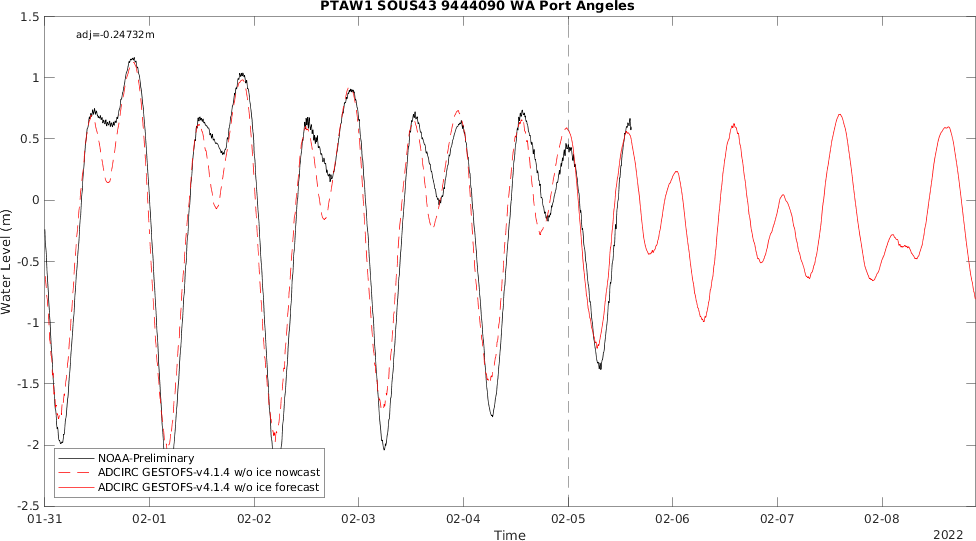 PTAW1 SOUS43 9444090 WA Port Angeles
adj=-0.24732m
1.5
1
0.5
0
-0.5
-1
-1.5
-2
-2.5
Water Level (m)
NOAA-Preliminary
ADCIRC GESTOFS-v4.1.4 w/o ice nowcast
ADCIRC GESTOFS-v4.1.4 w/o ice forecast
01-31 02-01 02-02 02-03 02-04 02-05 02-06 02-07 02-08
Time
2022